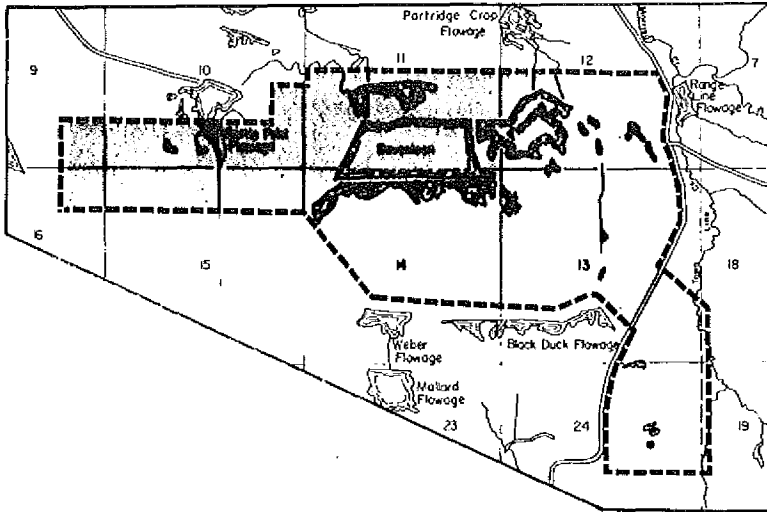 Partridge Crop
Flowage
9
10
11
12
7
Range
Line
Flowage
16
15
14
13
18
Line
Weber
Flowage
Black Duck Flowage
Mallard
Flowage
23
24
19